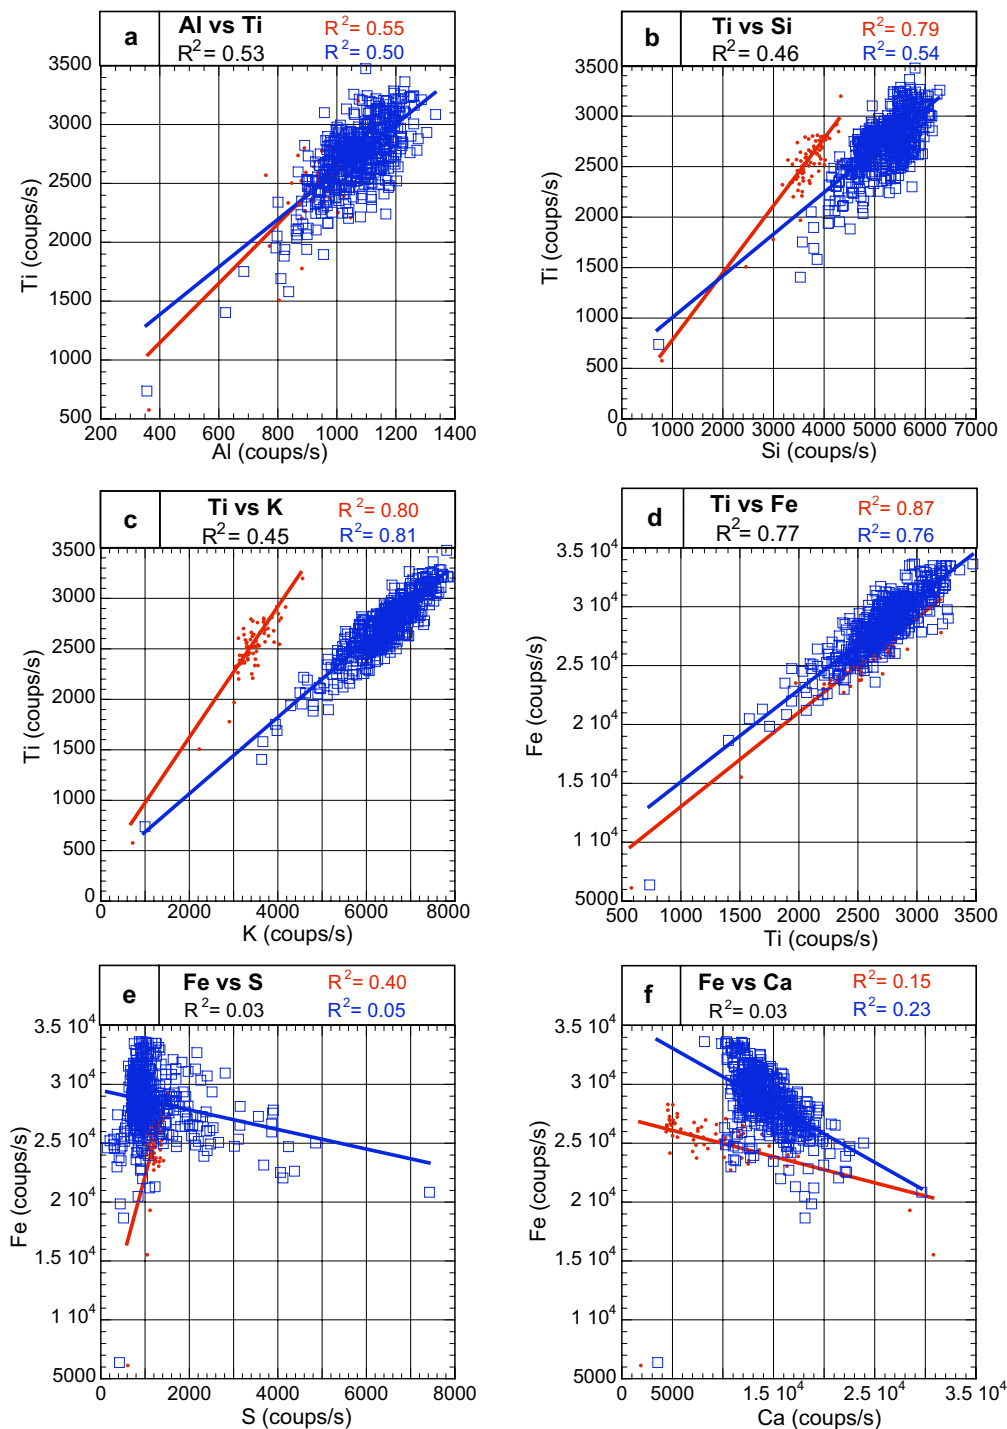 a
Al vs Ti
R² = 0.53
R² = 0.55
R² = 0.50
3500
3000
2500
2000
1500
1000
500
Ti (coups/s)
200 400 600 800 1000 1200 1400
Al (coups/s)
b
Ti vs Si
R² = 0.46
R² = 0.79
R² = 0.54
3500
3000
2500
2000
1500
1000
500
0
Ti (coups/s)
0 1000 2000 3000 4000 5000 6000 7000
Si (coups/s)
c
Ti vs K
R² = 0.45
R² = 0.80
R² = 0.81
3500
3000
2500
2000
1500
1000
500
0
Ti (coups/s)
0 2000 4000 6000 8000
K (coups/s)
d
Ti vs Fe
R² = 0.77
R² = 0.87
R² = 0.76
3.5 10⁴
3 10⁴
2.5 10⁴
2 10⁴
1.5 10⁴
1 10⁴
5000
Fe (coups/s)
500 1000 1500 2000 2500 3000 3500
Ti (coups/s)
e
Fe vs S
R² = 0.03
R² = 0.40
R² = 0.05
3.5 10⁴
3 10⁴
2.5 10⁴
2 10⁴
1.5 10⁴
1 10⁴
5000
Fe (coups/s)
0 2000 4000 6000 8000
S (coups/s)
f
Fe vs Ca
R² = 0.03
R² = 0.15
R² = 0.23
3.5 10⁴
3 10⁴
2.5 10⁴
2 10⁴
1.5 10⁴
1 10⁴
5000
Fe (coups/s)
0 5000 1.5 10⁴ 2.5 10⁴ 3.5 10⁴
Ca (coups/s)